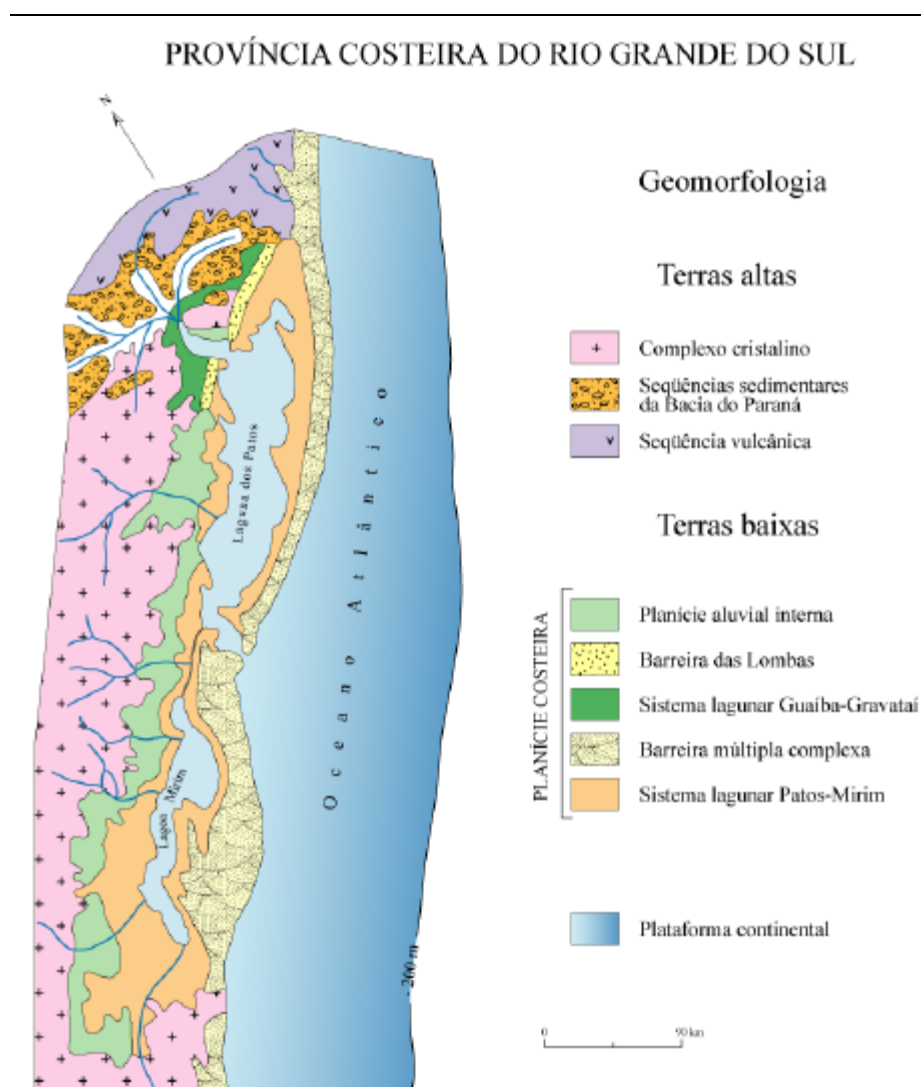 PROVÍNCIA COSTEIRA DO RIO GRANDE DO SUL
N
Geomorfologia
Terras altas
Complexo cristalino
Seqüências sedimentares
da Bacia do Paraná
Seqüência vulcânica
Terras baixas
PLANÍCIE COSTEIRA
Planície aluvial interna
Barreira das Lombas
Sistema lagunar Guaíba-Gravataí
Barreira múltipla complexa
Sistema lagunar Patos-Mirim
Plataforma continental
0 90 km
Laguna dos Patos
Lagoa Mirim
Oceano Atlântico
- 200 m